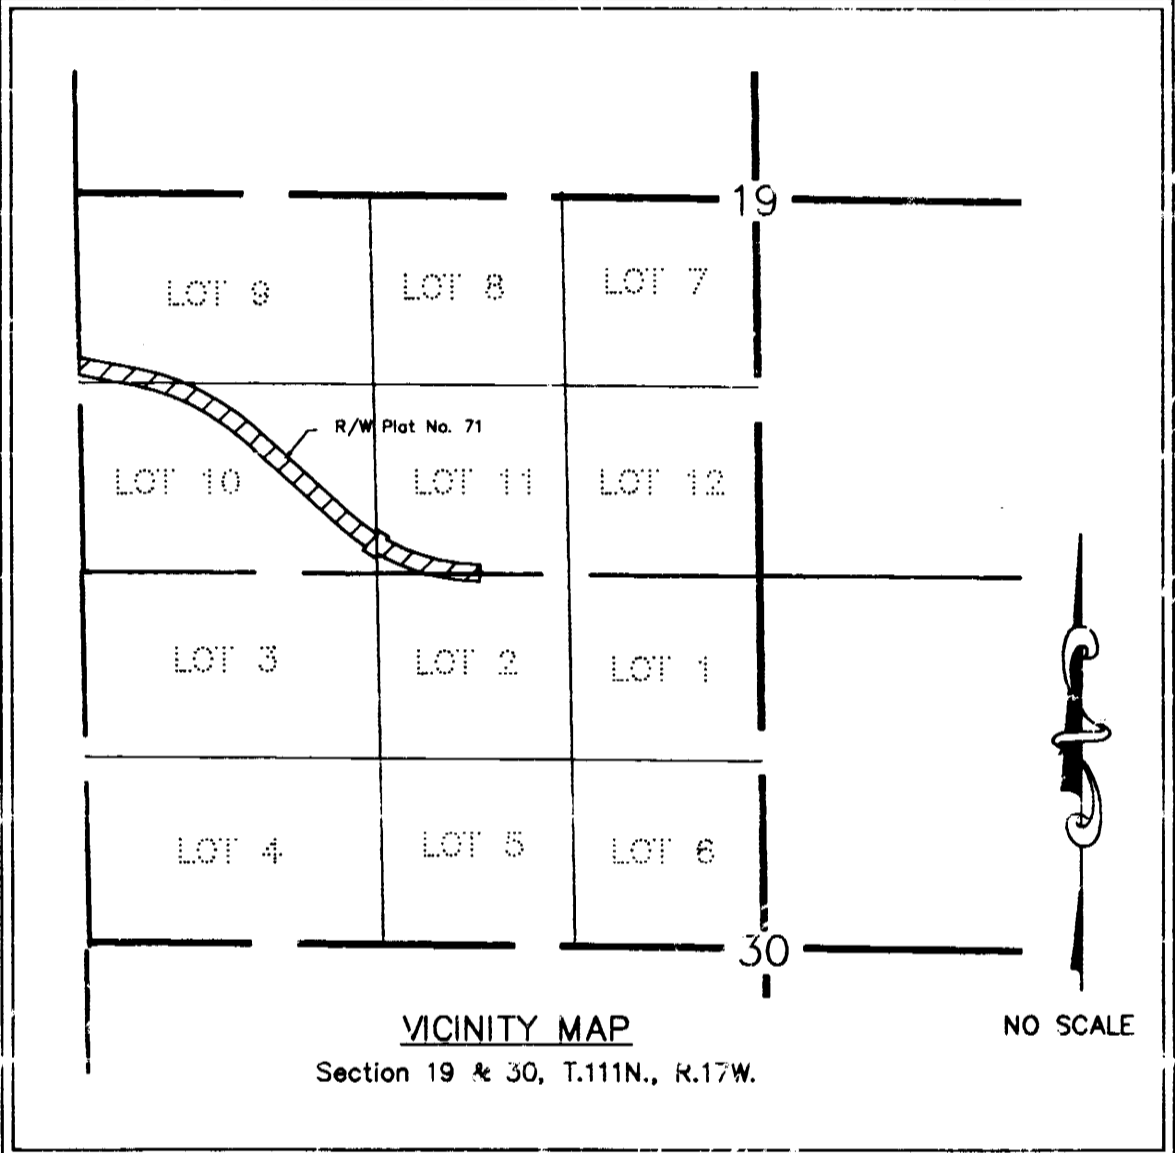 19
LOT 9
LOT 8
LOT 7
R/W Plat No. 71
LOT 10
LOT 11
LOT 12
LOT 3
LOT 2
LOT 1
LOT 4
LOT 5
LOT 6
30
VICINITY MAP
NO SCALE
Section 19 & 30, T.111N., R.17W.